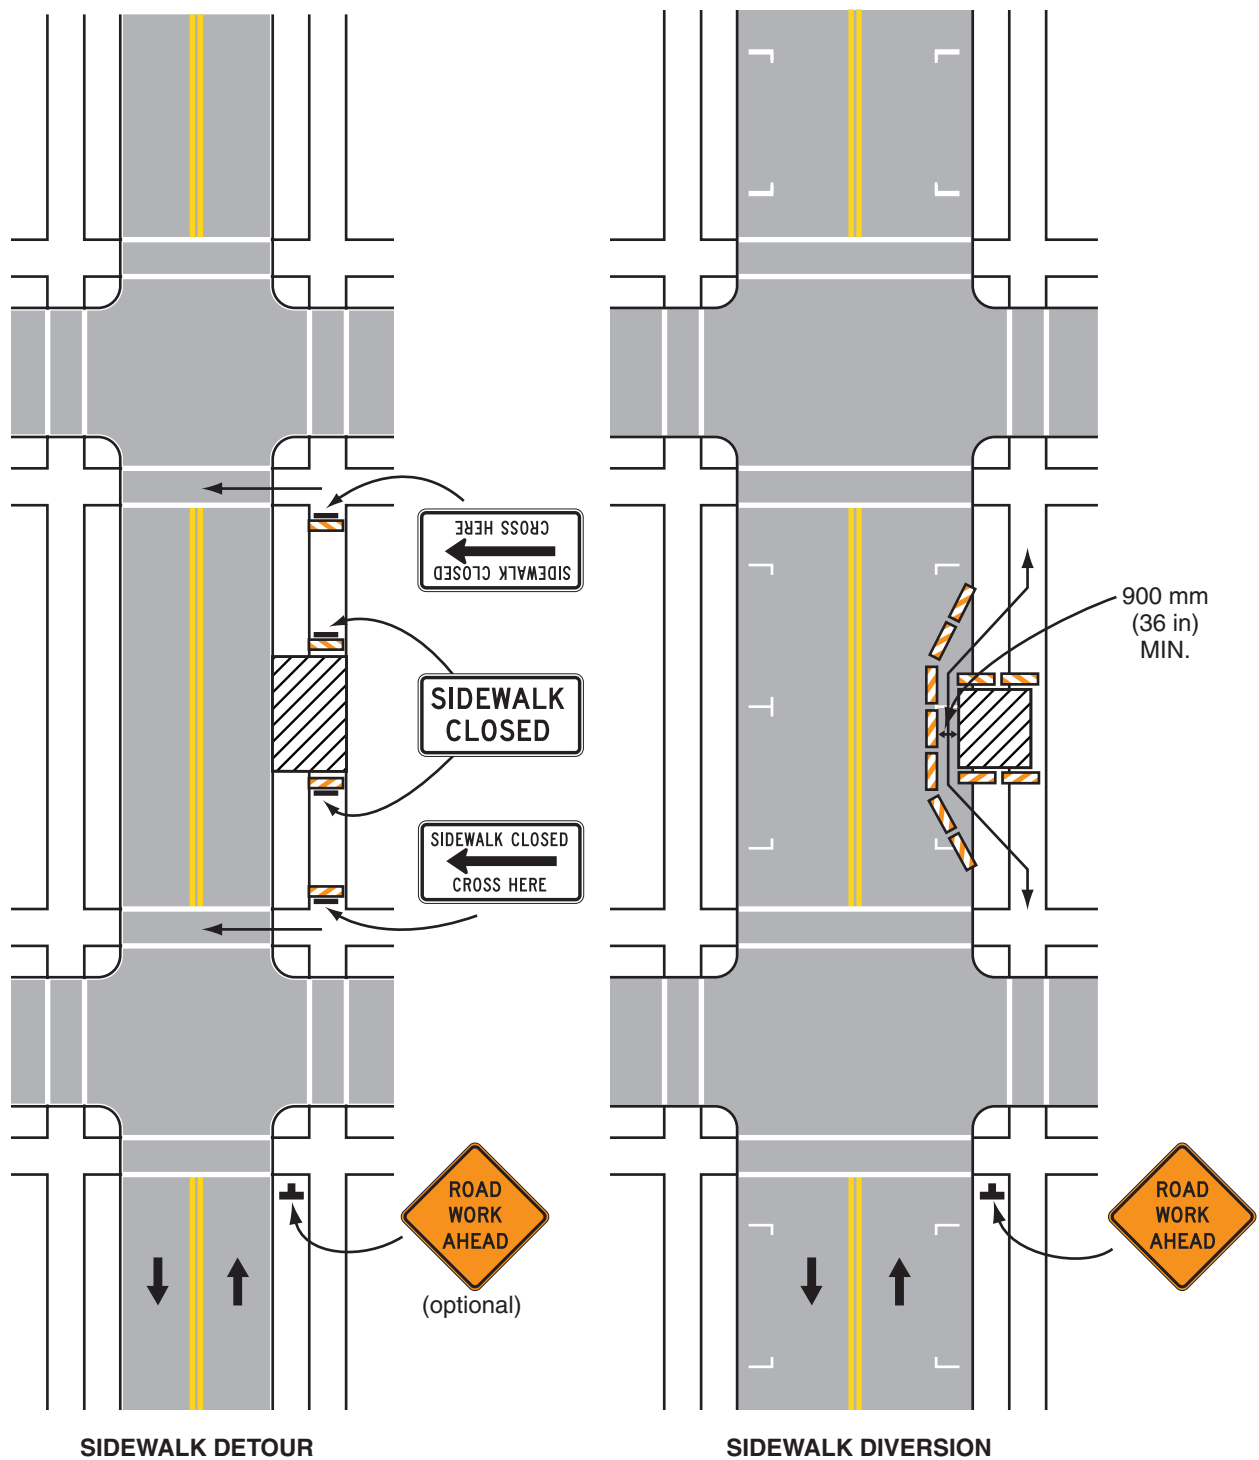 CROSS HERE
SIDEWALK CLOSED
SIDEWALK
CLOSED
SIDEWALK CLOSED
CROSS HERE
ROAD
WORK
AHEAD
(optional)
SIDEWALK DETOUR
900 mm
(36 in)
MIN.
ROAD
WORK
AHEAD
SIDEWALK DIVERSION